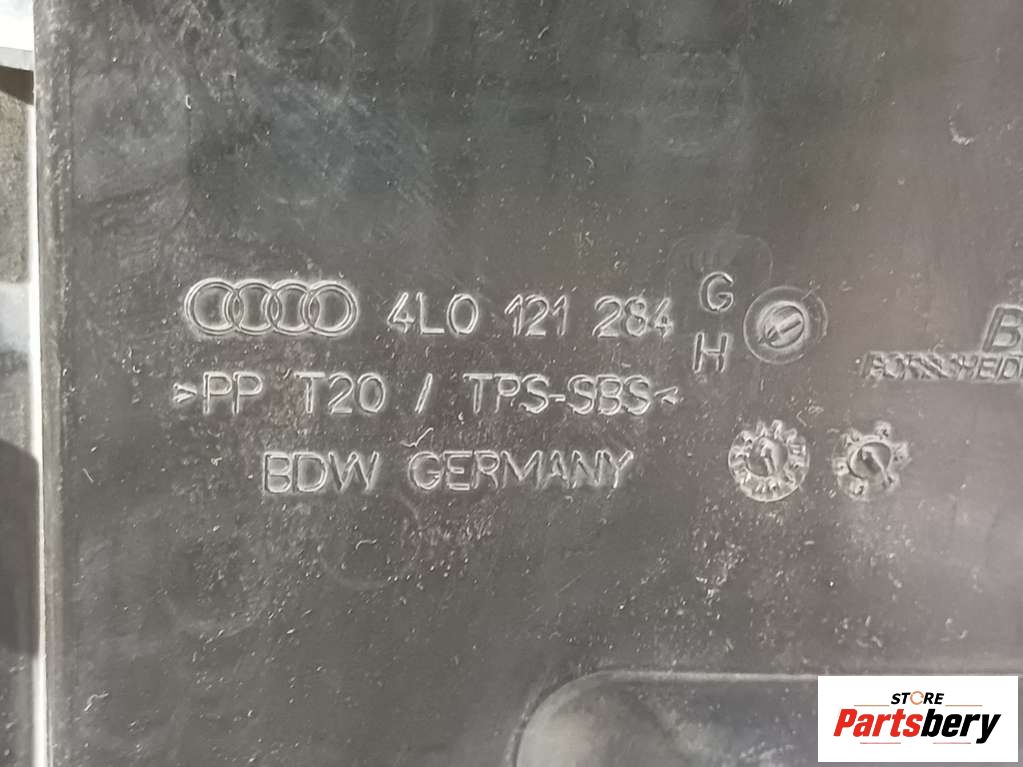 4L0 121 284 G
H
>PP T20 / TPS-SBS<
BDW GERMANY
STORE
Partsbery